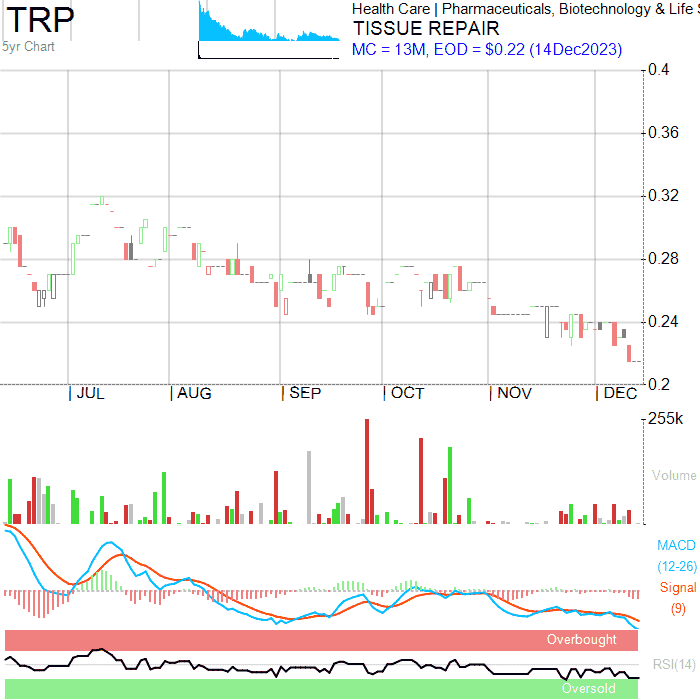 TRP
5yr Chart
Health Care | Pharmaceuticals, Biotechnology & Life S
TISSUE REPAIR
MC = 13M, EOD = $0.22 (14Dec2023)
0.4
0.36
0.32
0.28
0.24
0.2
| JUL | AUG | SEP | OCT | NOV | DEC
255k
Volume
MACD
(12-26)
Signal
(9)
Overbought
RSI(14)
Oversold